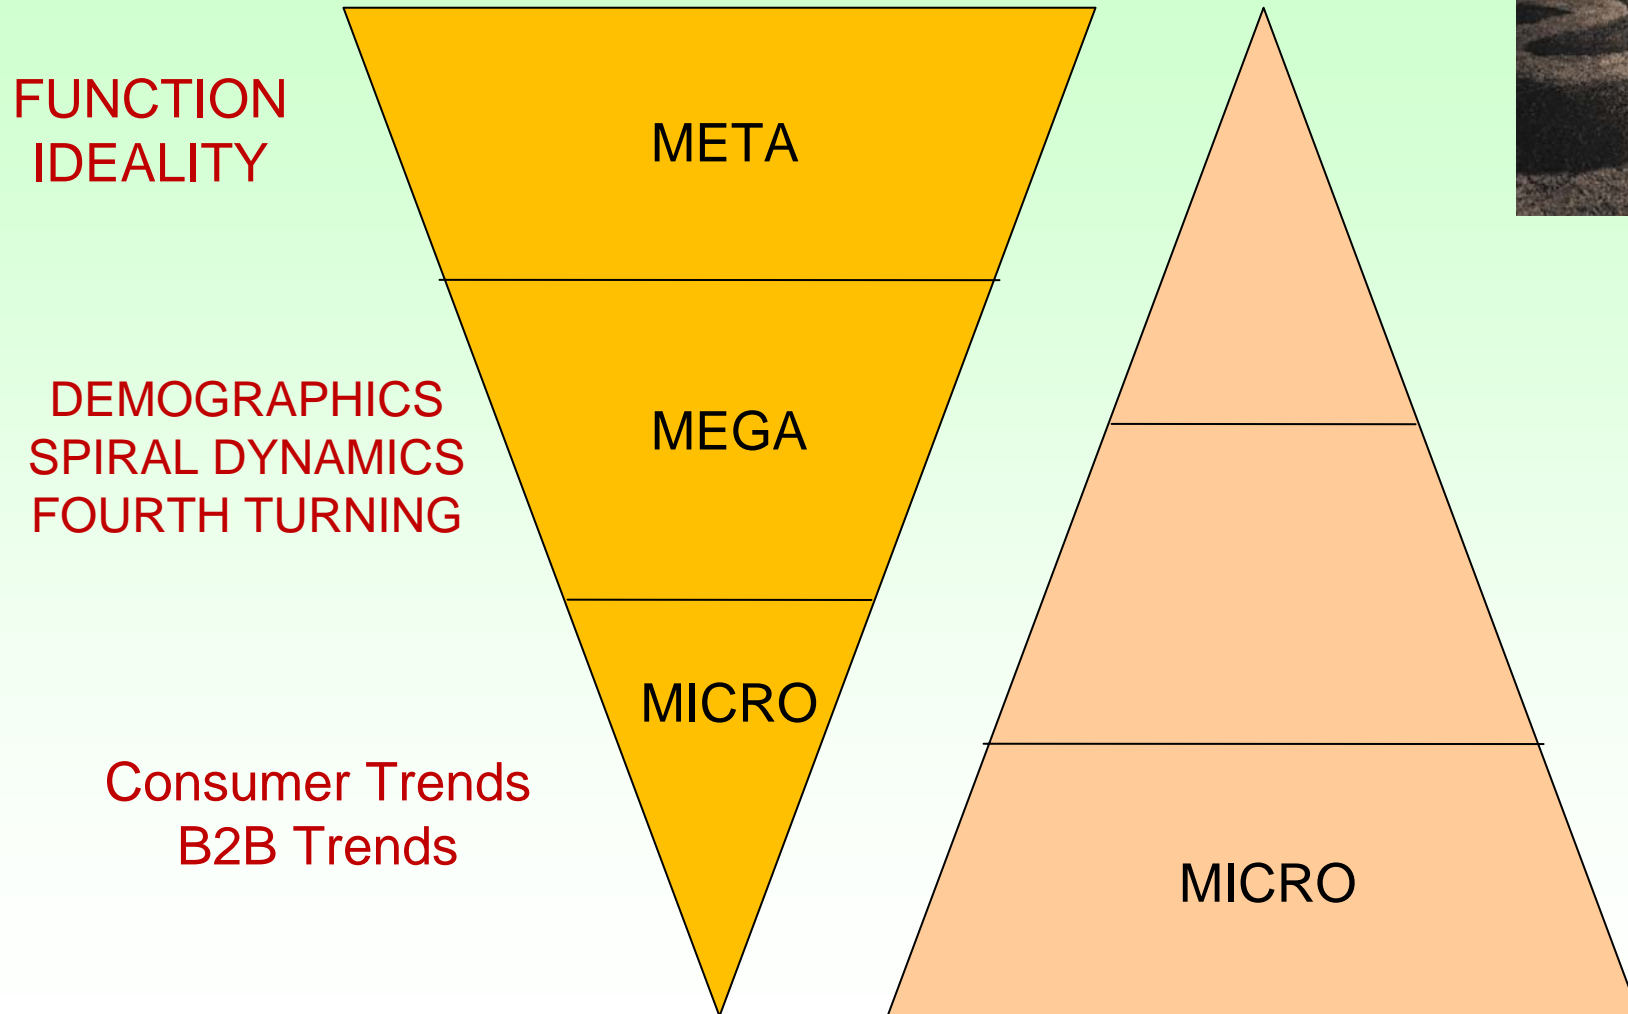 FUNCTION
IDEALITY
META
DEMOGRAPHICS
SPIRAL DYNAMICS
FOURTH TURNING
MEGA
MICRO
Consumer Trends
B2B Trends
MICRO